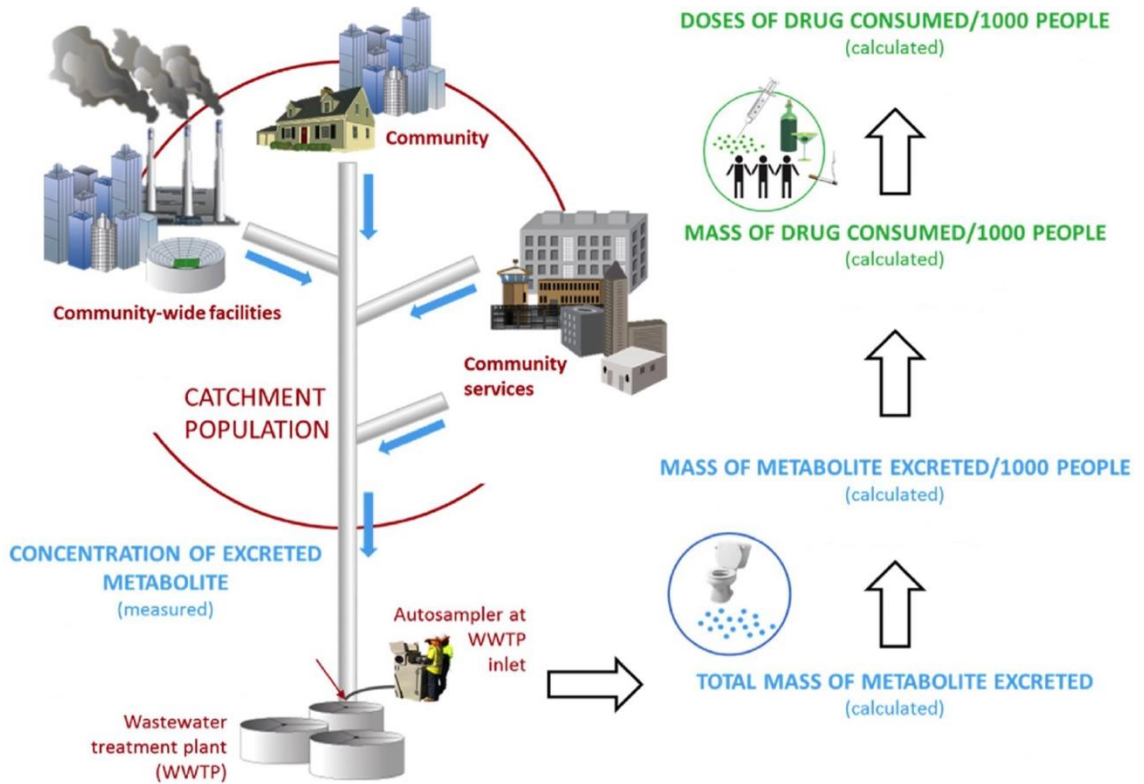 DOSES OF DRUG CONSUMED/1000 PEOPLE
(calculated)
Community
MASS OF DRUG CONSUMED/1000 PEOPLE
(calculated)
Community-wide facilities
Community
services
CATCHMENT
POPULATION
MASS OF METABOLITE EXCRETED/1000 PEOPLE
(calculated)
CONCENTRATION OF EXCRETED
METABOLITE
(measured)
Autosampler at
WWTP
inlet
TOTAL MASS OF METABOLITE EXCRETED
(calculated)
Wastewater
treatment plant
(WWTP)